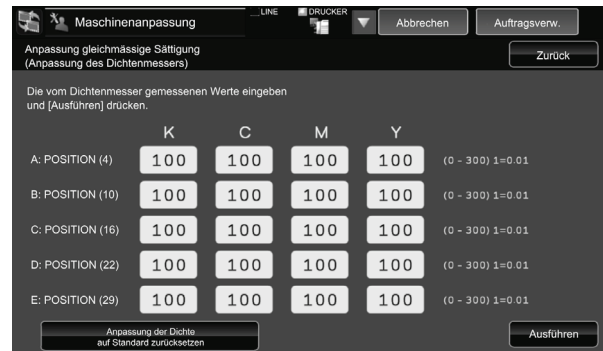 Maschinenanpassung
LINE
DRUCKER
Abbrechen
Auftragsverw.
Anpassung gleichmässige Sättigung
(Anpassung des Dichtenmessers)
Zurück
Die vom Dichtenmesser gemessenen Werte eingeben
und [Ausführen] drücken.
K C M Y
A: POSITION (4) 100 100 100 100 (0 - 300) 1=0.01
B: POSITION (10) 100 100 100 100 (0 - 300) 1=0.01
C: POSITION (16) 100 100 100 100 (0 - 300) 1=0.01
D: POSITION (22) 100 100 100 100 (0 - 300) 1=0.01
E: POSITION (29) 100 100 100 100 (0 - 300) 1=0.01
Anpassung der Dichte
auf Standard zurücksetzen
Ausführen